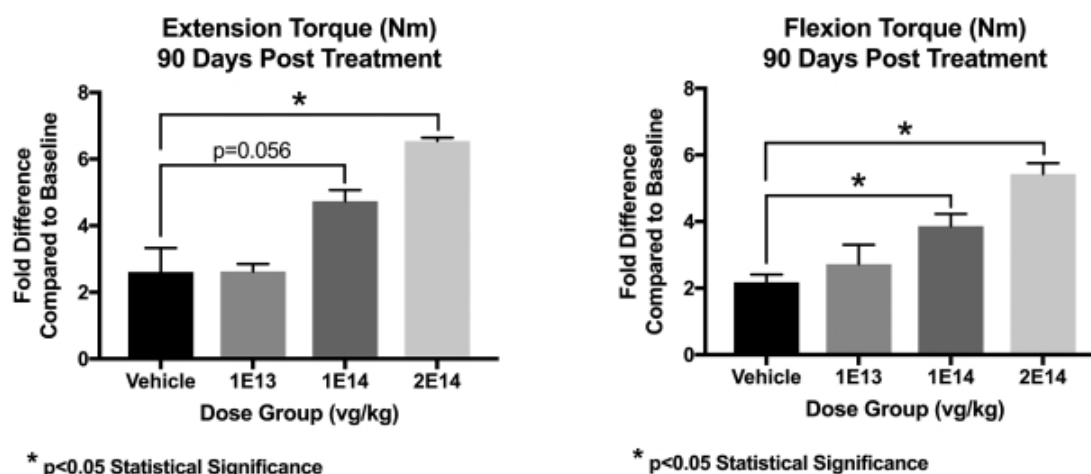 Extension Torque (Nm)
90 Days Post Treatment
Fold Difference
Compared to Baseline
8
6
4
2
0
*
p=0.056
Vehicle 1E13 1E14 2E14
Dose Group (vg/kg)
* p<0.05 Statistical Significance
Flexion Torque (Nm)
90 Days Post Treatment
Fold Difference
Compared to Baseline
8
6
4
2
0
*
*
Vehicle 1E13 1E14 2E14
Dose Group (vg/kg)
* p<0.05 Statistical Significance